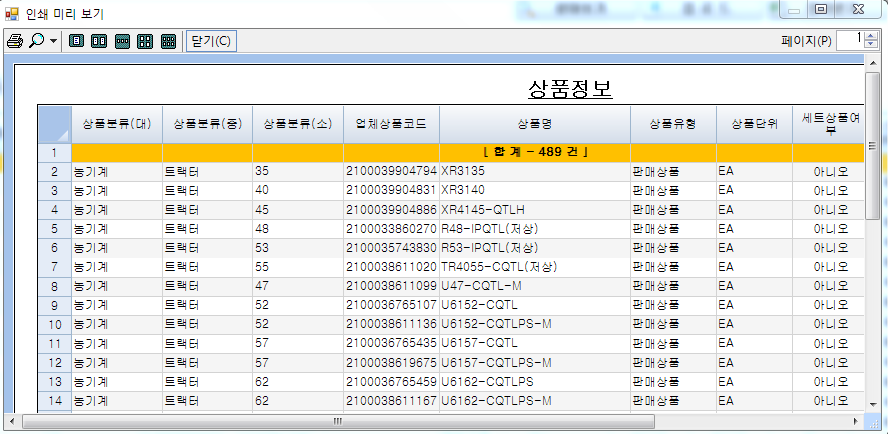 인쇄 미리 보기
닫기(C) 페이지(P) 1
상품정보
상품분류(대) 상품분류(중) 상품분류(소) 업체상품코드 상품명 상품유형 상품단위 세트상품여부
1 [ 합 계 - 489 건 ]
2 농기계 트랙터 35 2100039904794 XR3135 판매상품 EA 아니오
3 농기계 트랙터 40 2100039904831 XR3140 판매상품 EA 아니오
4 농기계 트랙터 45 2100039904886 XR4145-QTLH 판매상품 EA 아니오
5 농기계 트랙터 48 2100033860270 R48-IPQTL(저상) 판매상품 EA 아니오
6 농기계 트랙터 53 2100035743830 R53-IPQTL(저상) 판매상품 EA 아니오
7 농기계 트랙터 55 2100038611020 TR4055-CQTL(저상) 판매상품 EA 아니오
8 농기계 트랙터 47 2100038611099 U47-CQTL-M 판매상품 EA 아니오
9 농기계 트랙터 52 2100036765107 U6152-CQTL 판매상품 EA 아니오
10 농기계 트랙터 52 2100038611136 U6152-CQTLPS-M 판매상품 EA 아니오
11 농기계 트랙터 57 2100036765435 U6157-CQTL 판매상품 EA 아니오
12 농기계 트랙터 57 2100038619675 U6157-CQTLPS-M 판매상품 EA 아니오
13 농기계 트랙터 62 2100036765459 U6162-CQTLPS 판매상품 EA 아니오
14 농기계 트랙터 62 2100038611167 U6162-CQTLPS-M 판매상품 EA 아니오